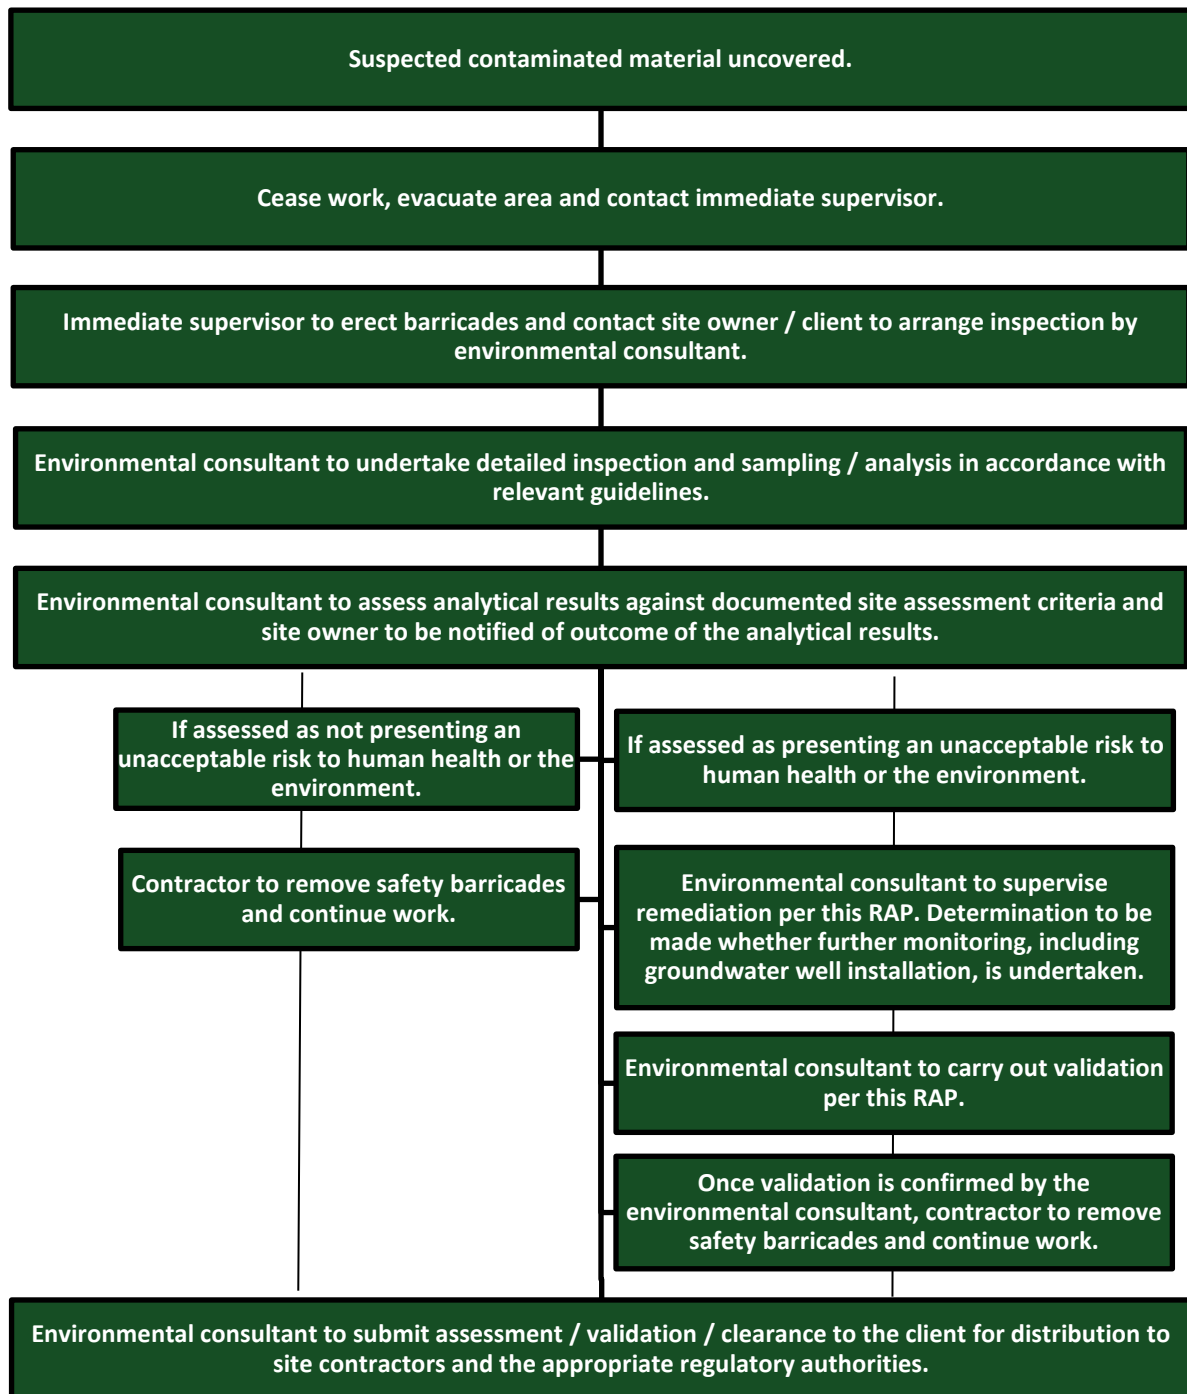 Suspected contaminated material uncovered.
Cease work, evacuate area and contact immediate supervisor.
Immediate supervisor to erect barricades and contact site owner / client to arrange inspection by
environmental consultant.
Environmental consultant to undertake detailed inspection and sampling / analysis in accordance with
relevant guidelines.
Environmental consultant to assess analytical results against documented site assessment criteria and
site owner to be notified of outcome of the analytical results.
If assessed as not presenting an
unacceptable risk to human health or the
environment.
Contractor to remove safety barricades
and continue work.
If assessed as presenting an unacceptable risk to
human health or the environment.
Environmental consultant to supervise
remediation per this RAP. Determination to be
made whether further monitoring, including
groundwater well installation, is undertaken.
Environmental consultant to carry out validation
per this RAP.
Once validation is confirmed by the
environmental consultant, contractor to remove
safety barricades and continue work.
Environmental consultant to submit assessment / validation / clearance to the client for distribution to
site contractors and the appropriate regulatory authorities.